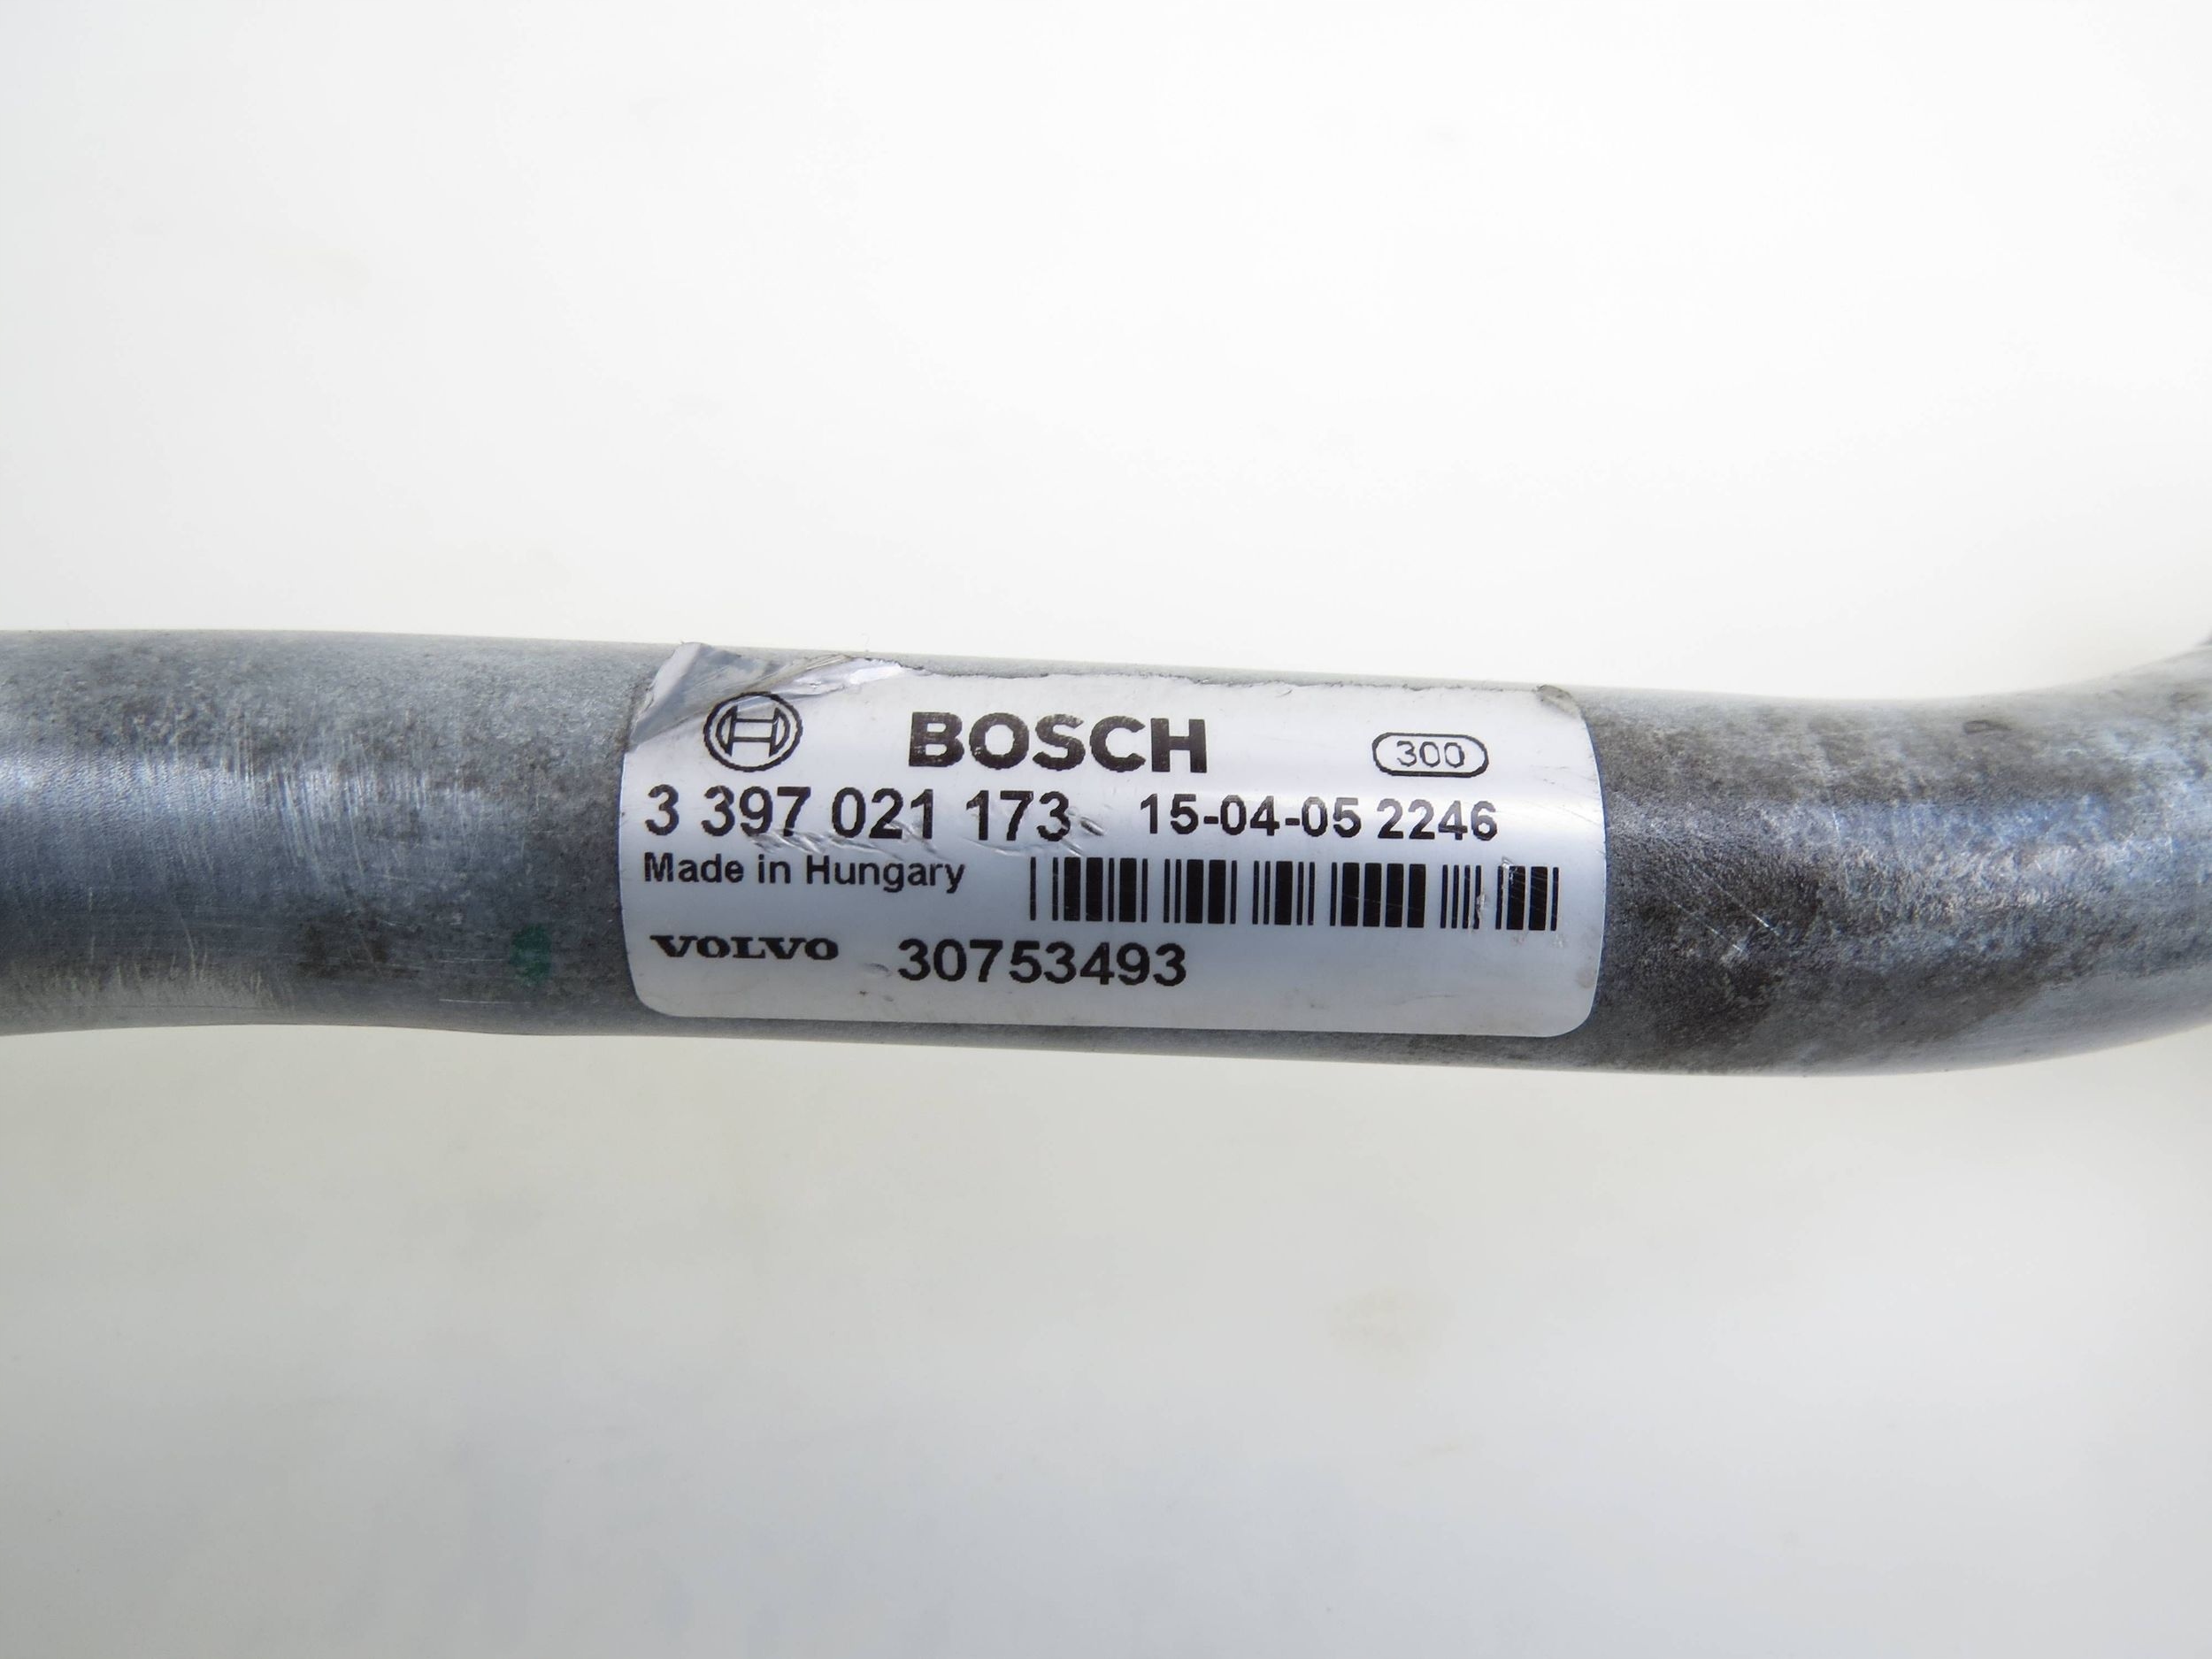 BOSCH 300
3 397 021 173 15-04-05 2246
Made in Hungary
VOLVO 30753493